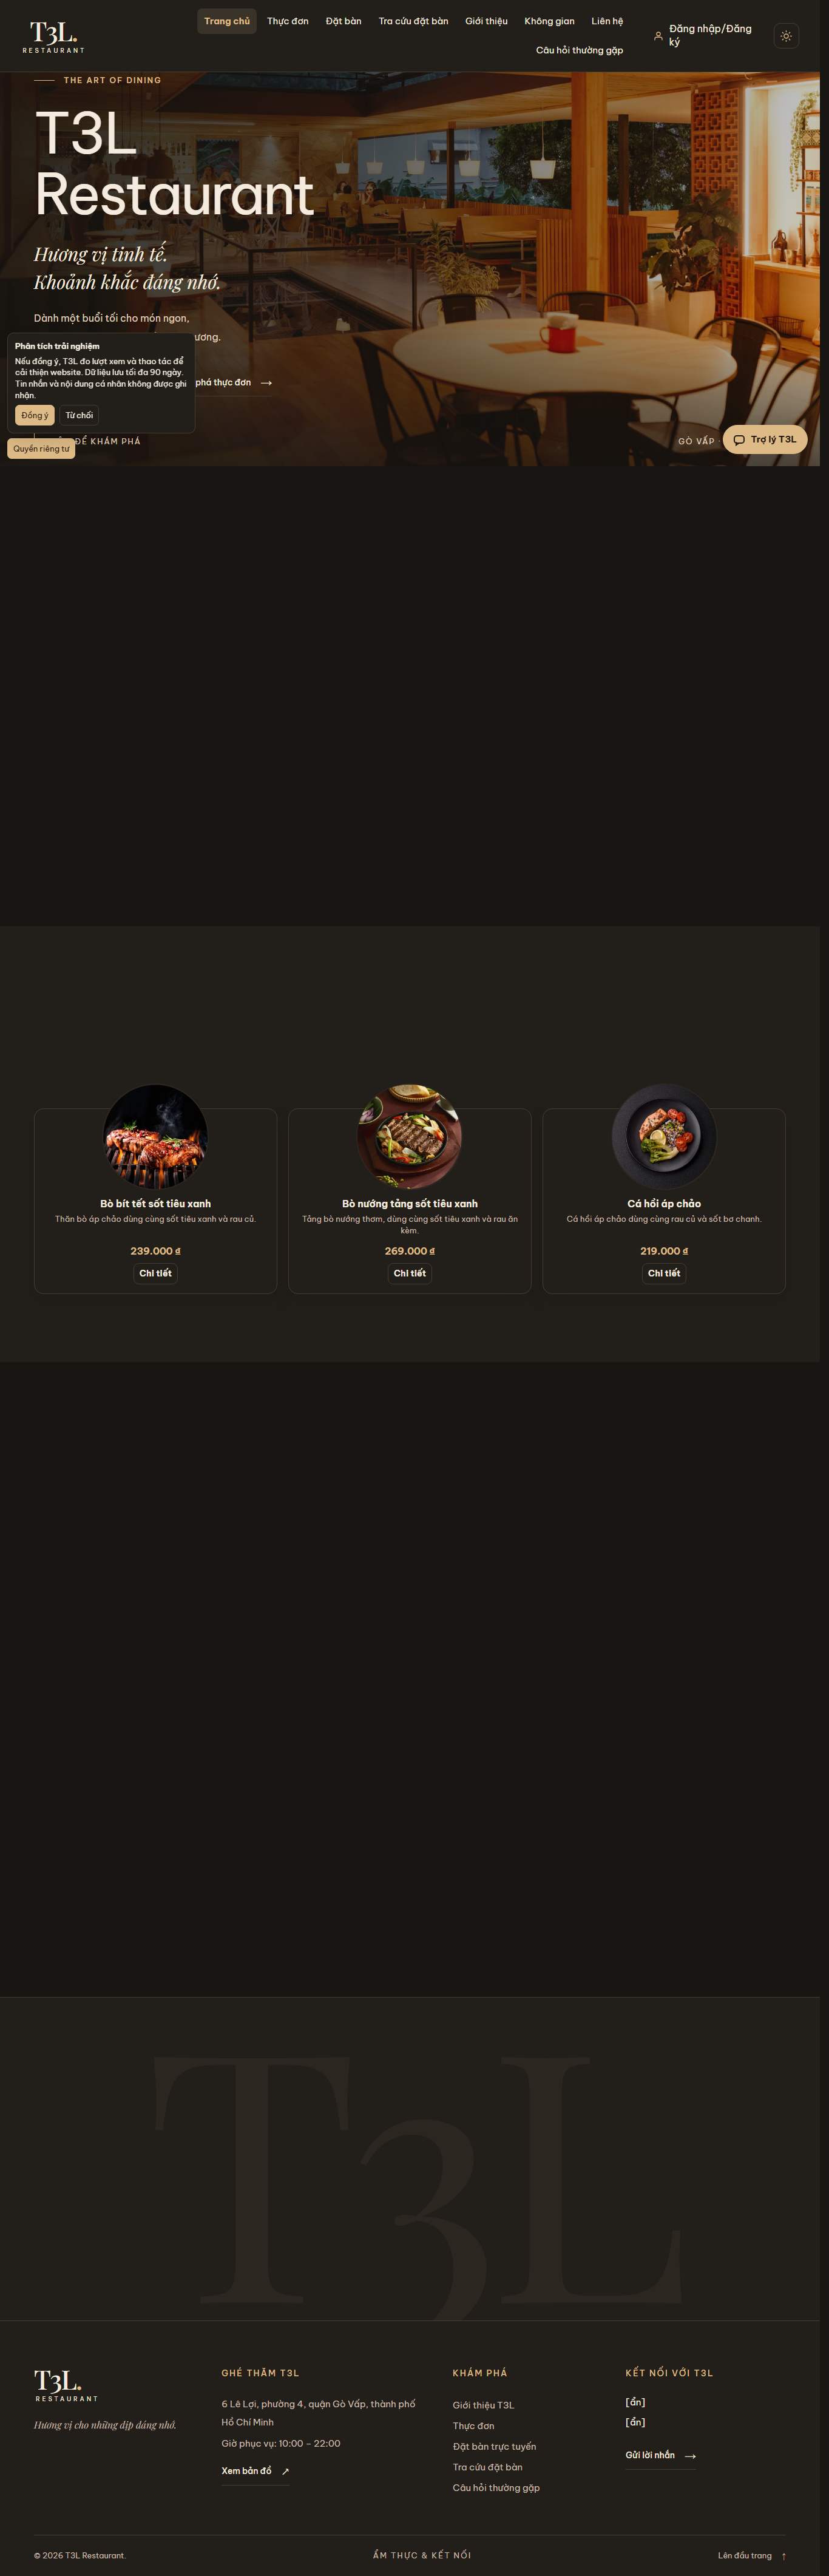 T3L.
RESTAURANT
Trang chủ
Thực đơn
Đặt bàn
Tra cứu đặt bàn
Giới thiệu
Không gian
Liên hệ
Câu hỏi thường gặp
Đăng nhập/Đăng
ký
THE ART OF DINING
T3L
Restaurant
Hương vị tinh tế.
Khoảnh khắc đáng nhớ.
Dành một buổi tối cho món ngon,
ương.
phá thực đơn →
Phân tích trải nghiệm
Nếu đồng ý, T3L đo lượt xem và thao tác để
cải thiện website. Dữ liệu lưu tối đa 90 ngày.
Tin nhắn và nội dung cá nhân không được ghi
nhận.
Đồng ý
Từ chối
Quyền riêng tư
ĐỂ KHÁM PHÁ
GÒ VẤP ·
Trợ lý T3L
Bò bít tết sốt tiêu xanh
Thăn bò áp chảo dùng cùng sốt tiêu xanh và rau củ.
239.000 ₫
Chi tiết
Bò nướng tảng sốt tiêu xanh
Tảng bò nướng thơm, dùng cùng sốt tiêu xanh và rau ăn
kèm.
269.000 ₫
Chi tiết
Cá hồi áp chảo
Cá hồi áp chảo dùng cùng rau củ và sốt bơ chanh.
219.000 ₫
Chi tiết
T3L
T3L.
RESTAURANT
Hương vị cho những dịp đáng nhớ.
GHÉ THĂM T3L
6 Lê Lợi, phường 4, quận Gò Vấp, thành phố
Hồ Chí Minh
Giờ phục vụ: 10:00 – 22:00
Xem bản đồ ↗
KHÁM PHÁ
Giới thiệu T3L
Thực đơn
Đặt bàn trực tuyến
Tra cứu đặt bàn
Câu hỏi thường gặp
KẾT NỐI VỚI T3L
[ẩn]
[ẩn]
Gửi lời nhắn →
© 2026 T3L Restaurant.
ẨM THỰC & KẾT NỐI
Lên đầu trang ↑